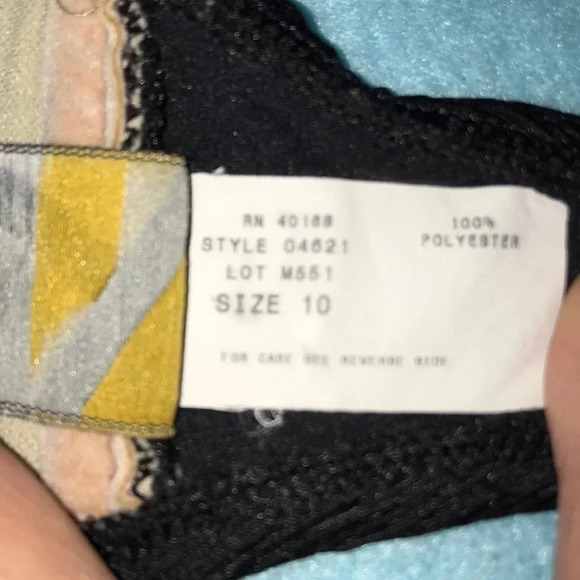 RN 40168
STYLE 04621
LOT M551
SIZE 10
100%
POLYESTER
FOR CARE SEE REVERSE SIDE